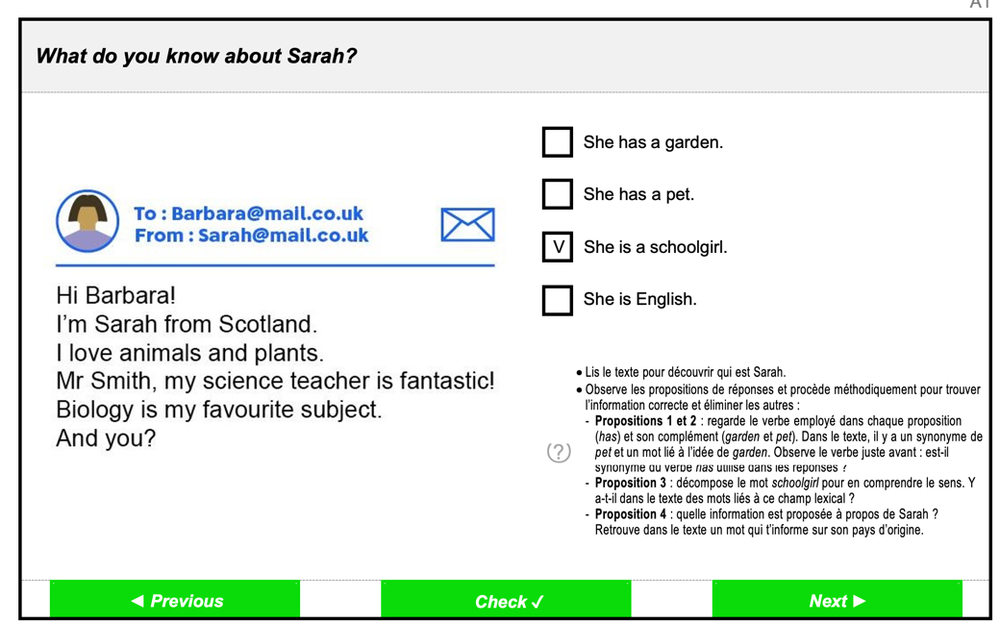 A1
What do you know about Sarah?
To : Barbara@mail.co.uk
From : Sarah@mail.co.uk
Hi Barbara!
I'm Sarah from Scotland.
I love animals and plants.
Mr Smith, my science teacher is fantastic!
Biology is my favourite subject.
And you?
She has a garden.
She has a pet.
V She is a schoolgirl.
She is English.
(?)
• Lis le texte pour découvrir qui est Sarah.
• Observe les propositions de réponses et procède méthodiquement pour trouver
l'information correcte et éliminer les autres :
- Propositions 1 et 2 : regarde le verbe employé dans chaque proposition
(has) et son complément (garden et pet). Dans le texte, il y a un synonyme de
pet et un mot lié à l'idée de garden. Observe le verbe juste avant : est-il
synonyme du verbe has utilisé dans les réponses ?
- Proposition 3 : décompose le mot schoolgirl pour en comprendre le sens. Y
a-t-il dans le texte des mots liés à ce champ lexical ?
- Proposition 4 : quelle information est proposée à propos de Sarah ?
Retrouve dans le texte un mot qui t'informe sur son pays d'origine.
◄ Previous
Check ✓
Next ►